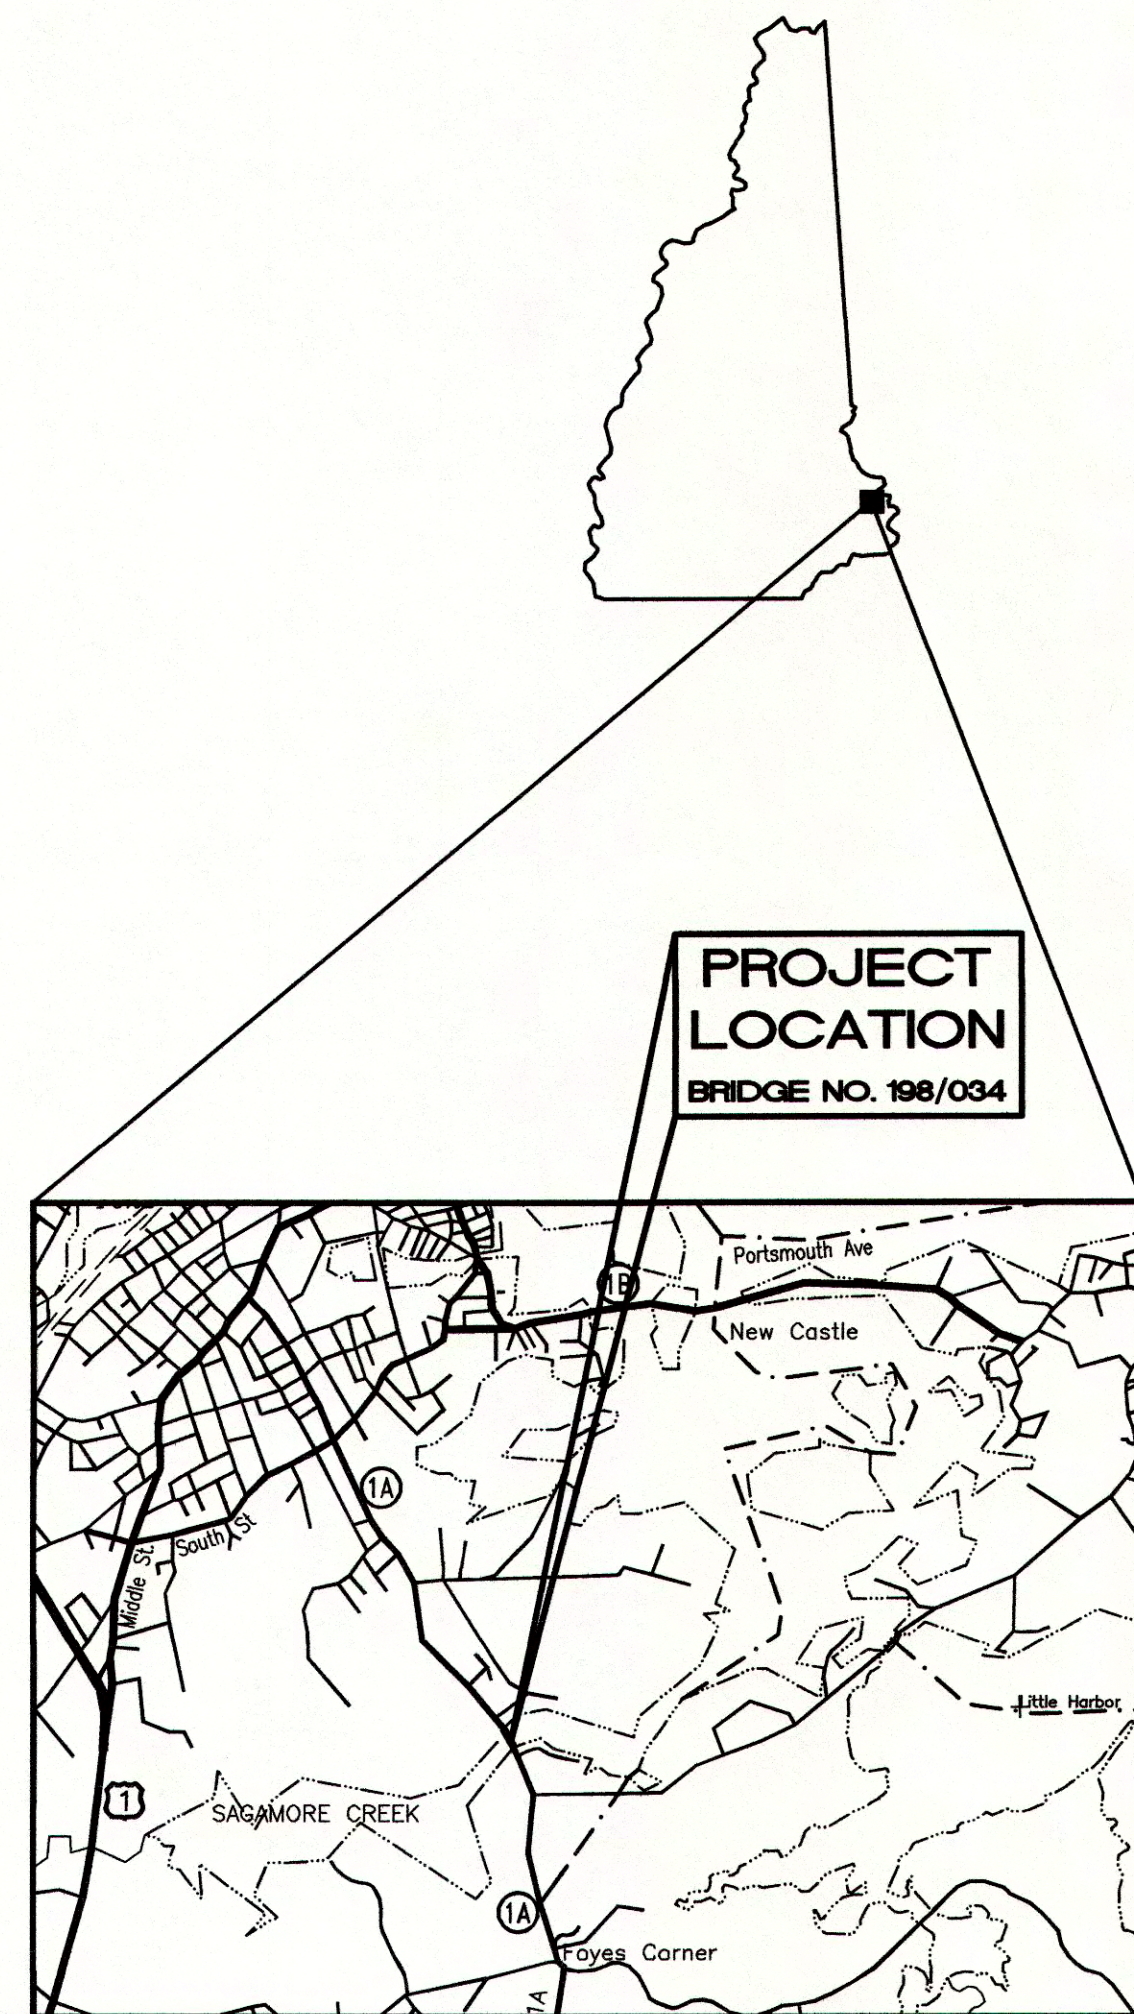 PROJECT
LOCATION
BRIDGE NO. 198/034
Portsmouth Ave
1B
New Castle
1A
South St
Middle St.
Little Harbor
1
SAGAMORE CREEK
1A
Foyes Corner
1A